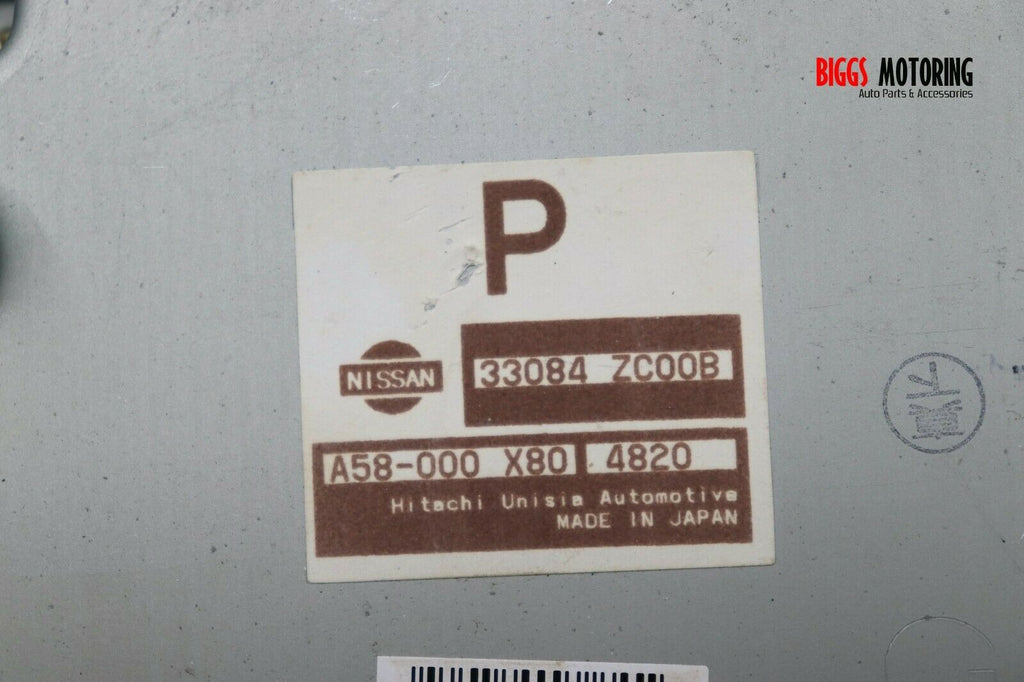 BIGGS MOTORING
Auto Parts & Accessories
P
NISSAN
33084 ZC00B
A58-000 X80 4820
Hitachi Unisia Automotive
MADE IN JAPAN